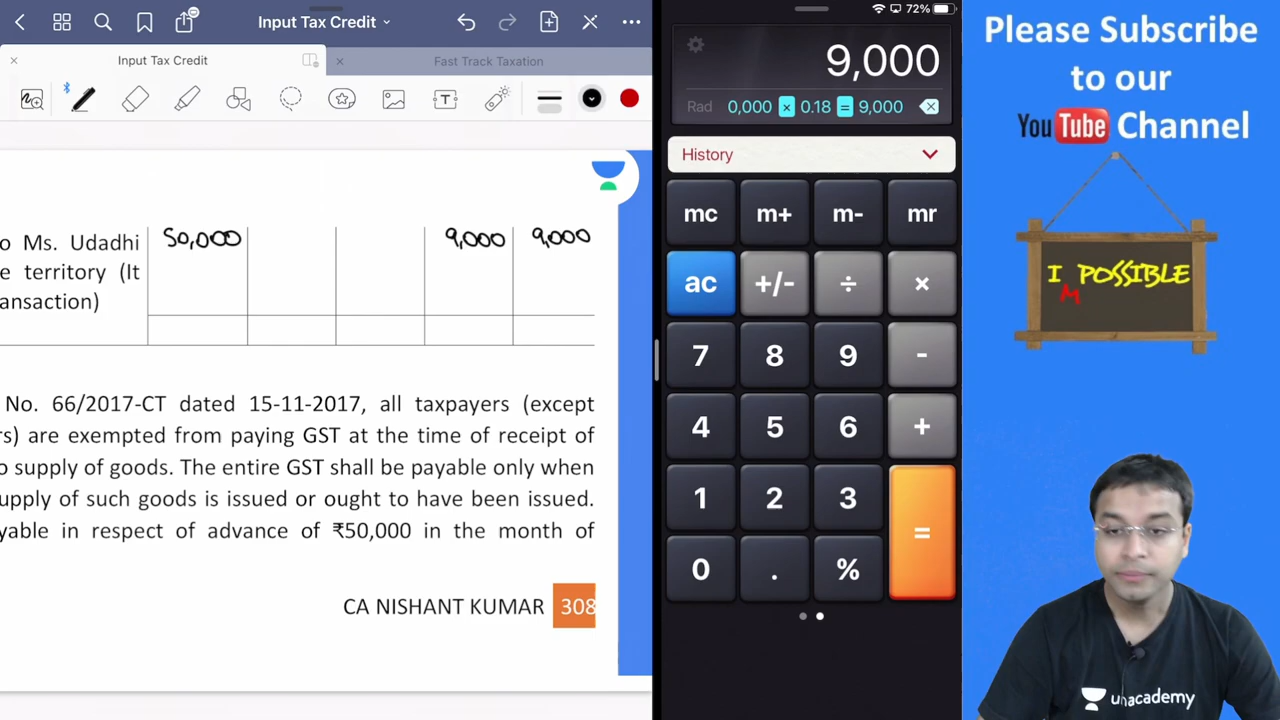 Input Tax Credit
Input Tax Credit
Fast Track Taxation
T
o Ms. Udadhi
e territory (It
ansaction)
50,000
9,000
9,000
No. 66/2017-CT dated 15-11-2017, all taxpayers (except
rs) are exempted from paying GST at the time of receipt of
o supply of goods. The entire GST shall be payable only when
upply of such goods is issued or ought to have been issued.
yable in respect of advance of ₹50,000 in the month of
CA NISHANT KUMAR 308
72%
9,000
Rad 0,000 × 0.18 = 9,000
History
mc m+ m- mr
ac +/- ÷ ×
7 8 9 -
4 5 6 +
1 2 3
0 . % =
Please Subscribe
to our
YouTube Channel
I POSSIBLE
M
unacademy